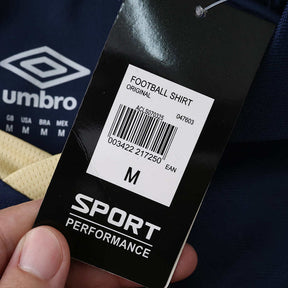 umbro
GB USA BRA MEX
M M M M
FOOTBALL SHIRT
ORIGINAL
047603
003422 217250
EAN
M
SPORT
PERFORMANCE